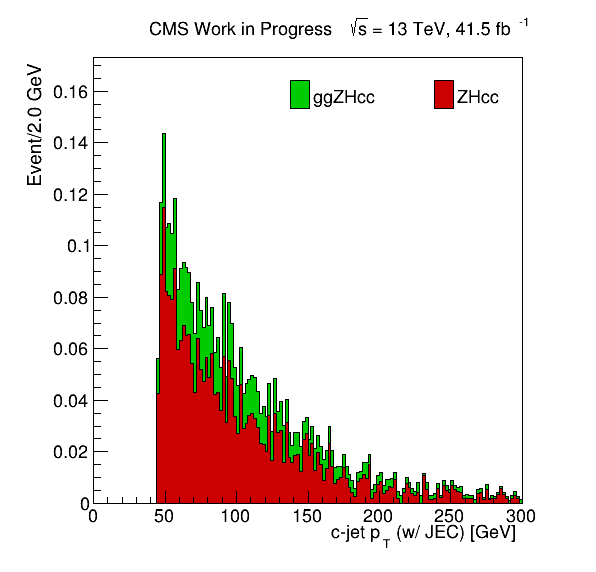 CMS Work in Progress √s = 13 TeV, 41.5 fb -1
Event/2.0 GeV
ggZHcc ZHcc
0.16
0.14
0.12
0.1
0.08
0.06
0.04
0.02
0
0 50 100 150 200 250 300
c-jet p T (w/ JEC) [GeV]